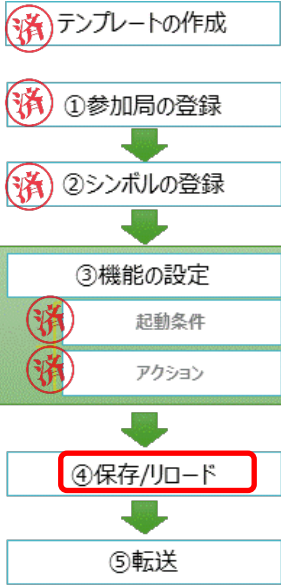 済 テンプレートの作成
済 ①参加局の登録
済 ②シンボルの登録
③機能の設定
済 起動条件
済 アクション
④保存/リロード
⑤転送